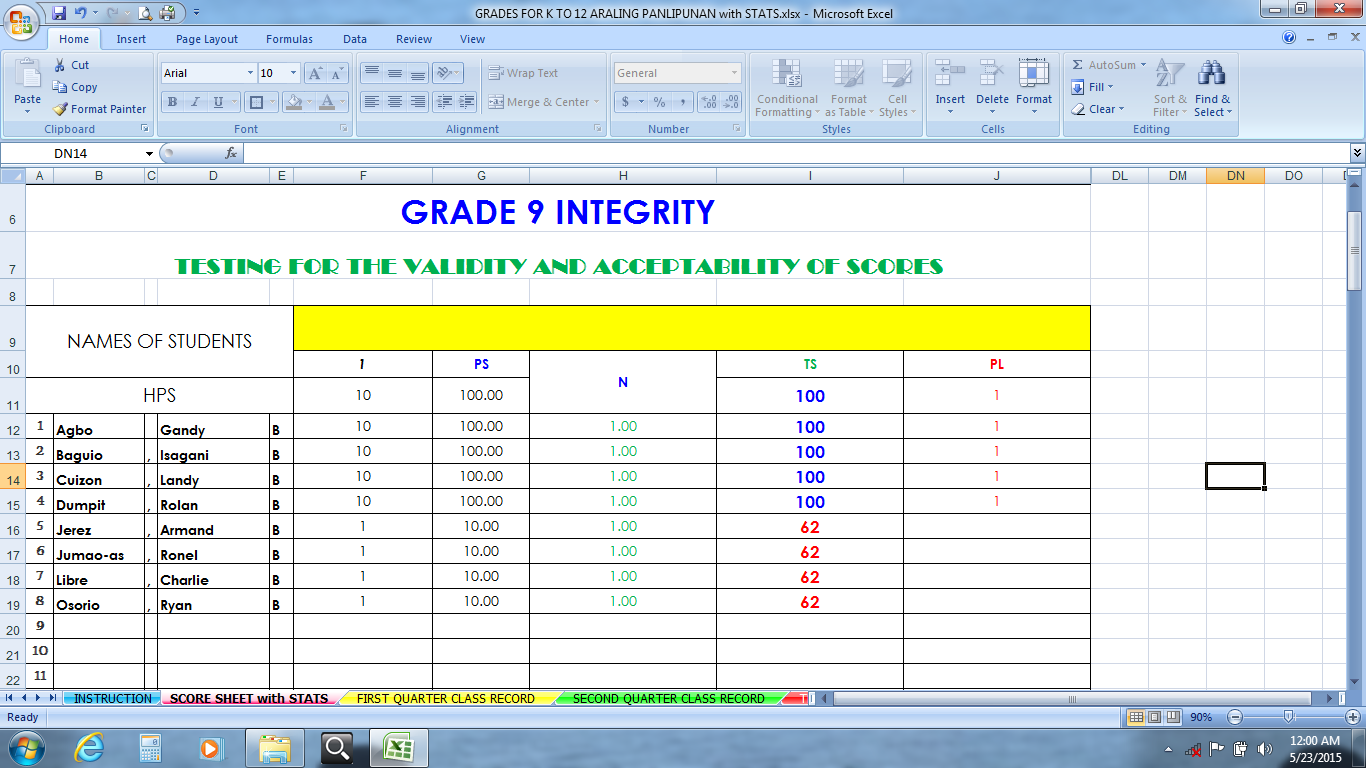 GRADES FOR K TO 12 ARALING PANLIPUNAN with STATS.xlsx - Microsoft Excel
Home Insert Page Layout Formulas Data Review View
Paste Cut Copy Format Painter
Arial 10 B I U
Wrap Text Merge & Center
General $ % , .0 .00 .00 .0
Conditional Formatting Format as Table Cell Styles
Insert Delete Format
Σ AutoSum Fill Clear Sort & Filter Find & Select
Clipboard Font Alignment Number Styles Cells Editing
DN14 fx
A B C D E F G H I J DL DM DN DO
6 GRADE 9 INTEGRITY
7 TESTING FOR THE VALIDITY AND ACCEPTABILITY OF SCORES
8
9 NAMES OF STUDENTS
10 1 PS N TS PL
11 HPS 10 100.00 100 1
12 1 Agbo Gandy B 10 100.00 1.00 100 1
13 2 Baguio , Isagani B 10 100.00 1.00 100 1
14 3 Cuizon , Landy B 10 100.00 1.00 100 1
15 4 Dumpit , Rolan B 10 100.00 1.00 100 1
16 5 Jerez , Armand B 1 10.00 1.00 62
17 6 Jumao-as , Ronel B 1 10.00 1.00 62
18 7 Libre , Charlie B 1 10.00 1.00 62
19 8 Osorio , Ryan B 1 10.00 1.00 62
20 9
21 10
22 11
INSTRUCTION SCORE SHEET with STATS FIRST QUARTER CLASS RECORD SECOND QUARTER CLASS RECORD
Ready 90%
12:00 AM
5/23/2015